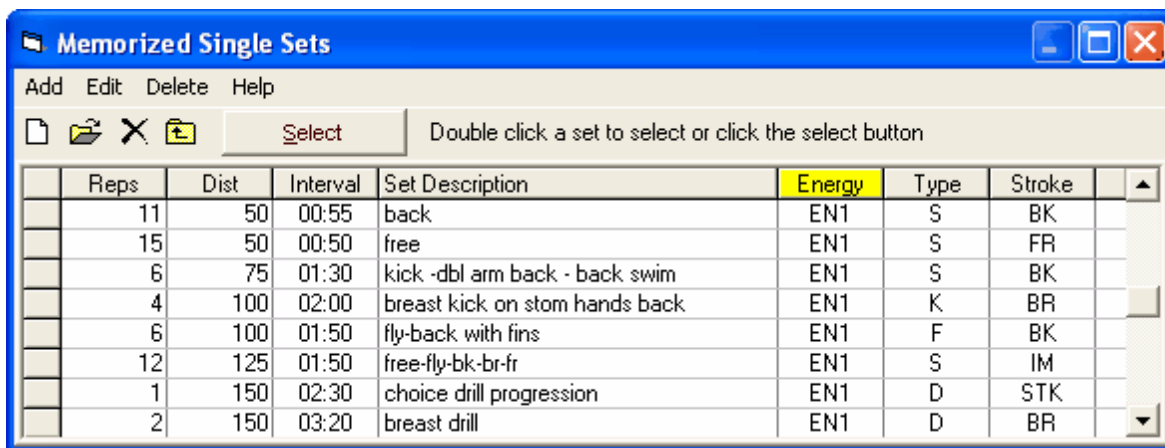 Memorized Single Sets
Add Edit Delete Help
Select Double click a set to select or click the select button
Reps Dist Interval Set Description Energy Type Stroke
11 50 00:55 back EN1 S BK
15 50 00:50 free EN1 S FR
6 75 01:30 kick -dbl arm back - back swim EN1 S BK
4 100 02:00 breast kick on stom hands back EN1 K BR
6 100 01:50 fly-back with fins EN1 F BK
12 125 01:50 free-fly-bk-br-fr EN1 S IM
1 150 02:30 choice drill progression EN1 D STK
2 150 03:20 breast drill EN1 D BR